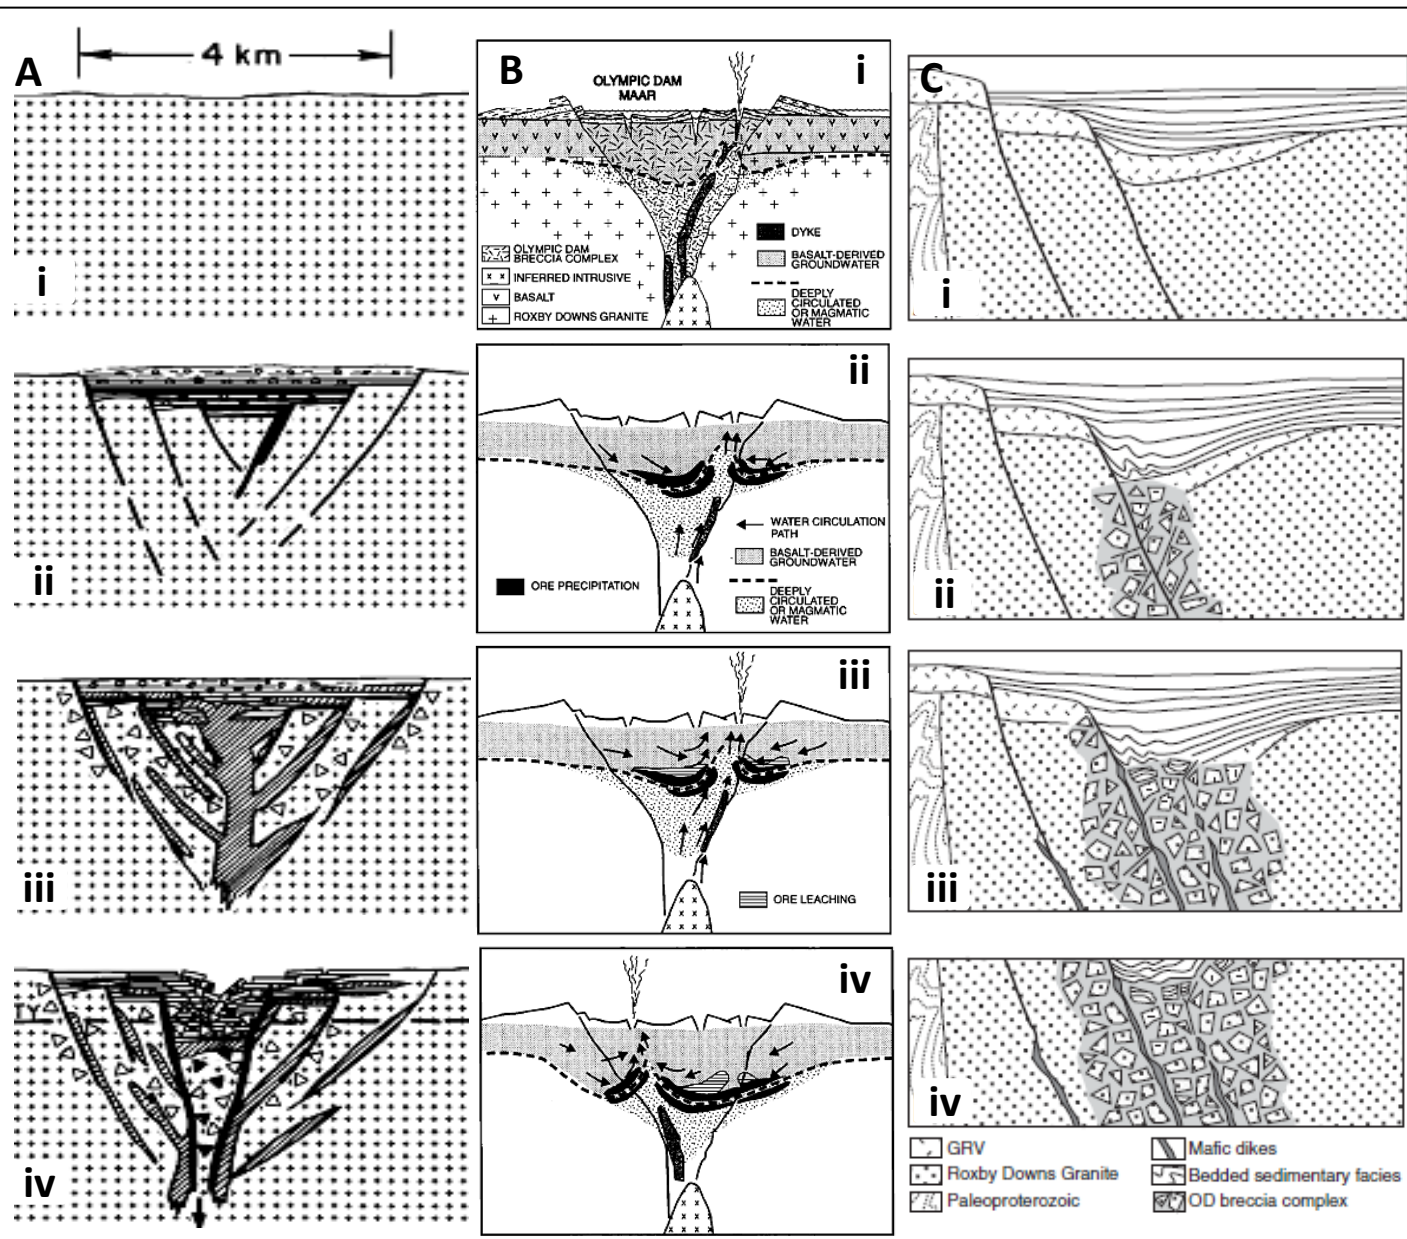 4 km
A
i
ii
iii
TY
iv
B
i
OLYMPIC DAM
MAAR
OLYMPIC DAM
BRECCIA COMPLEX
INFERRED INTRUSIVE
BASALT
ROXBY DOWNS GRANITE
DYKE
BASALT-DERIVED
GROUNDWATER
DEEPLY
CIRCULATED
OR MAGMATIC
WATER
ii
ORE PRECIPITATION
WATER CIRCULATION
PATH
BASALT-DERIVED
GROUNDWATER
DEEPLY
CIRCULATED
OR MAGMATIC
WATER
iii
ORE LEACHING
iv
C
i
ii
iii
iv
GRV
Roxby Downs Granite
Paleoproterozoic
Mafic dikes
Bedded sedimentary facies
OD breccia complex